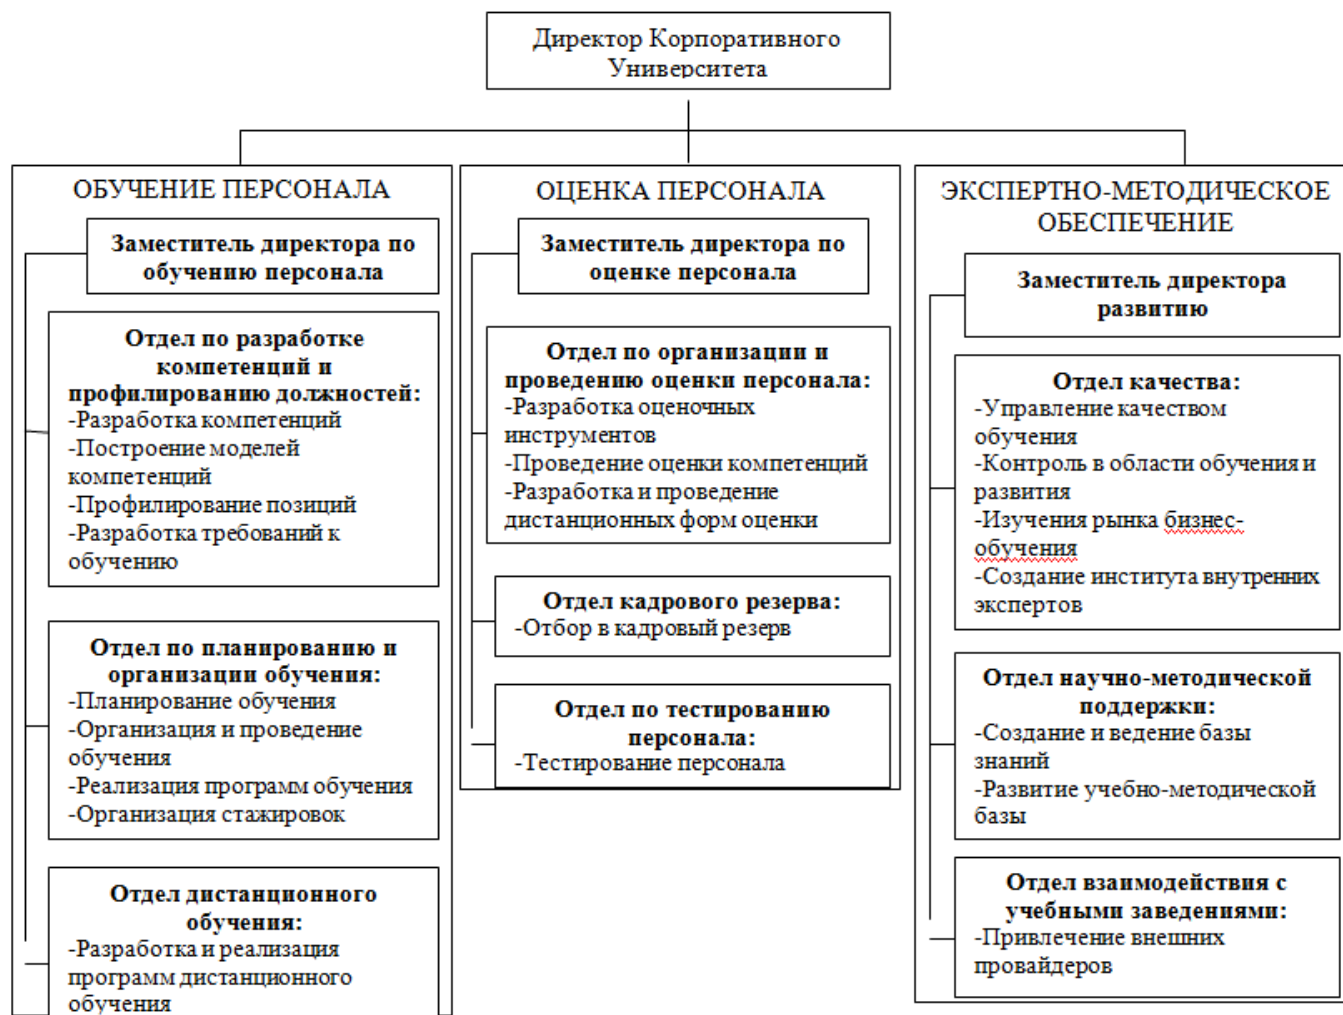 Директор Корпоративного
Университета
ОБУЧЕНИЕ ПЕРСОНАЛА
Заместитель директора по
обучению персонала
Отдел по разработке
компетенций и
профилированию должностей:
-Разработка компетенций
-Построение моделей
компетенций
-Профилирование позиций
-Разработка требований к
обучению
Отдел по планированию и
организации обучения:
-Планирование обучения
-Организация и проведение
обучения
-Реализация программ обучения
-Организация стажировок
Отдел дистанционного
обучения:
-Разработка и реализация
программ дистанционного
обучения
ОЦЕНКА ПЕРСОНАЛА
Заместитель директора по
оценке персонала
Отдел по организации и
проведению оценки персонала:
-Разработка оценочных
инструментов
-Проведение оценки компетенций
-Разработка и проведение
дистанционных форм оценки
Отдел кадрового резерва:
-Отбор в кадровый резерв
Отдел по тестированию
персонала:
-Тестирование персонала
ЭКСПЕРТНО-МЕТОДИЧЕСКОЕ
ОБЕСПЕЧЕНИЕ
Заместитель директора
развитию
Отдел качества:
-Управление качеством
обучения
-Контроль в области обучения и
развития
-Изучения рынка бизнес-
обучения
-Создание института внутренних
экспертов
Отдел научно-методической
поддержки:
-Создание и ведение базы
знаний
-Развитие учебно-методической
базы
Отдел взаимодействия с
учебными заведениями:
-Привлечение внешних
провайдеров